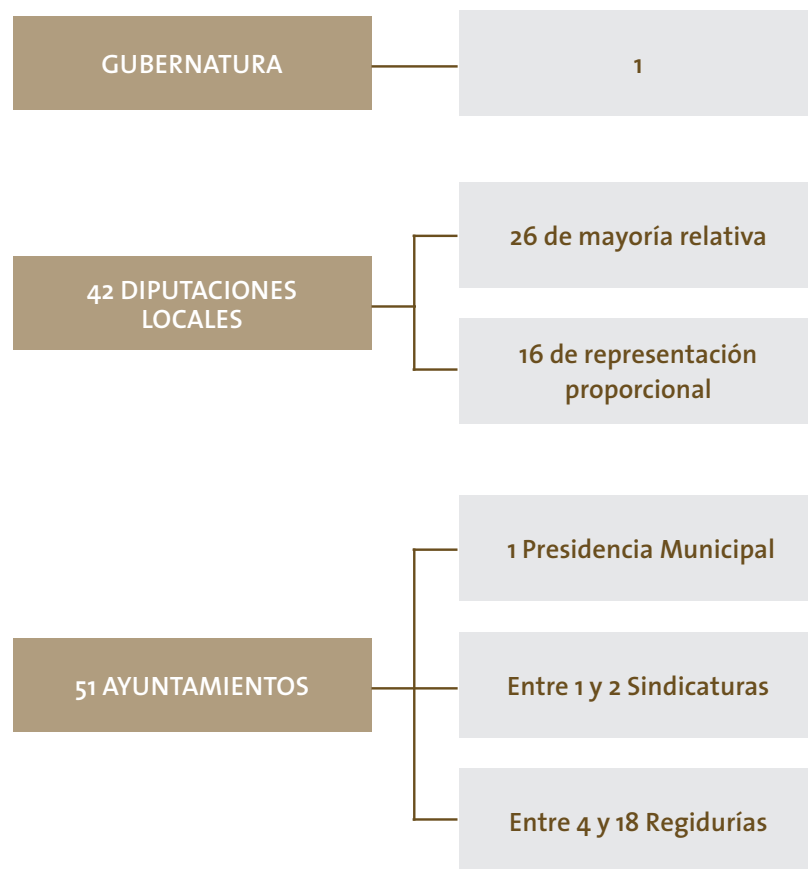 GUBERNATURA
1
42 DIPUTACIONES
LOCALES
26 de mayoría relativa
16 de representación
proporcional
51 AYUNTAMIENTOS
1 Presidencia Municipal
Entre 1 y 2 Sindicaturas
Entre 4 y 18 Regidurías